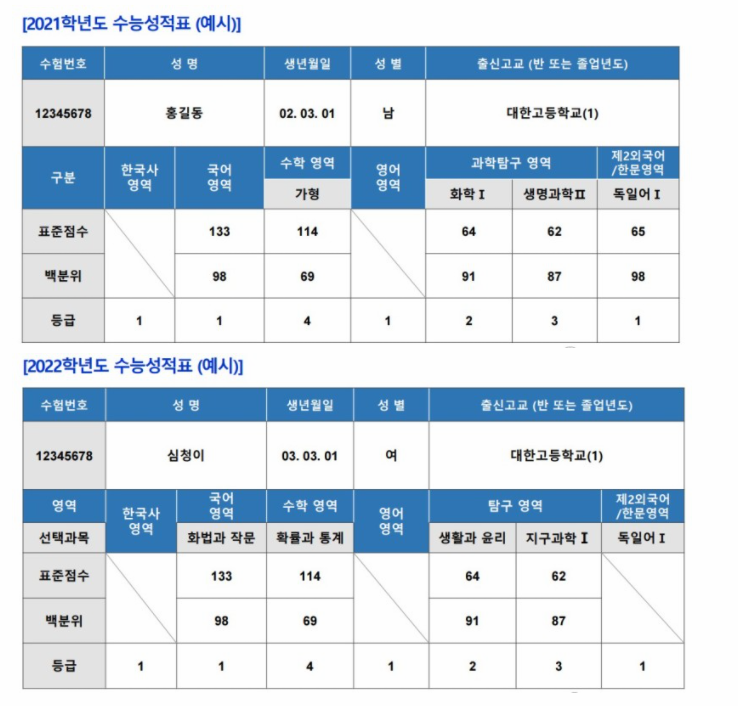 [2021학년도 수능성적표 (예시)]
수험번호 성 명 생년월일 성 별 출신고교 (반 또는 졸업년도)
12345678 홍길동 02. 03. 01 남 대한고등학교(1)
구분 한국사 영역 국어 영역 수학 영역 영어 영역 과학탐구 영역 제2외국어 /한문영역
가형 화학 I 생명과학II 독일어 I
표준점수 133 114 64 62 65
백분위 98 69 91 87 98
등급 1 1 4 1 2 3 1
[2022학년도 수능성적표 (예시)]
수험번호 성 명 생년월일 성 별 출신고교 (반 또는 졸업년도)
12345678 심청이 03. 03. 01 여 대한고등학교(1)
영역 한국사 영역 국어 영역 수학 영역 영어 영역 탐구 영역 제2외국어 /한문영역
선택과목 화법과 작문 확률과 통계 생활과 윤리 지구과학 I 독일어 I
표준점수 133 114 64 62
백분위 98 69 91 87
등급 1 1 4 1 2 3 1